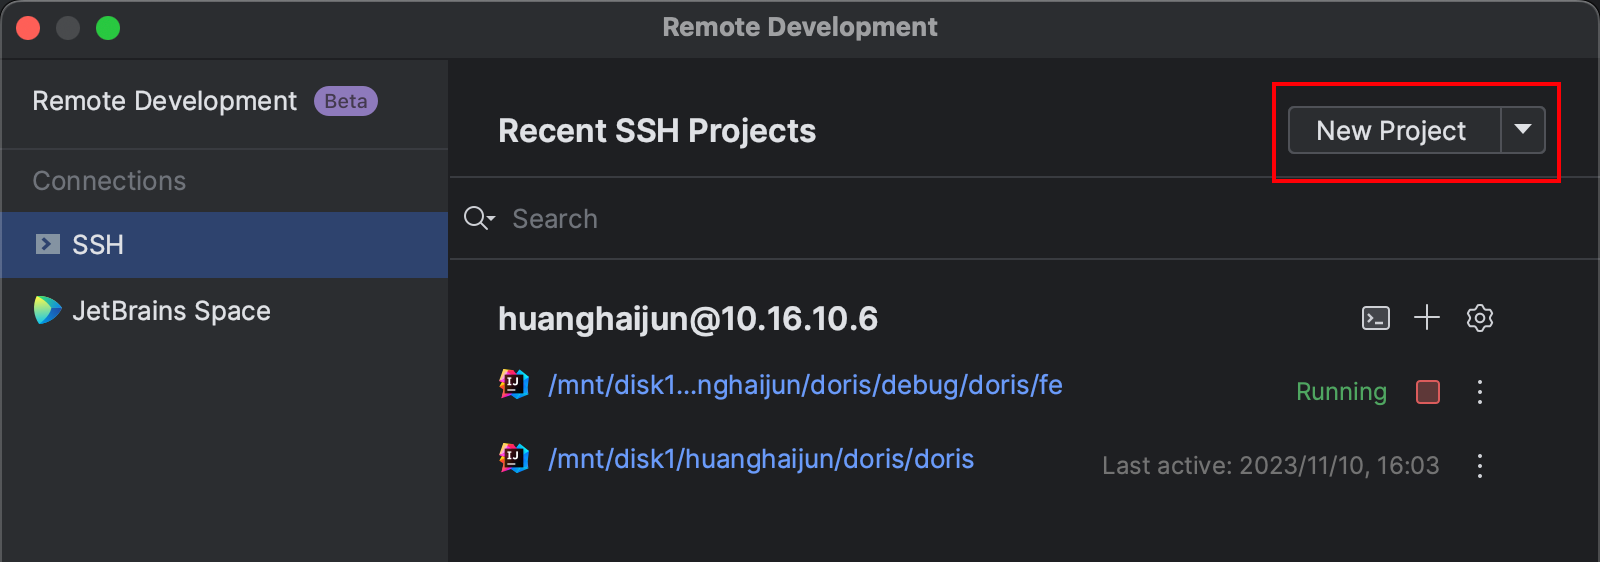 Remote Development
Remote Development Beta
Connections
SSH
JetBrains Space
Recent SSH Projects
New Project
Search
huanghaijun@10.16.10.6
IJ /mnt/disk1...nghaijun/doris/debug/doris/fe Running
IJ /mnt/disk1/huanghaijun/doris/doris Last active: 2023/11/10, 16:03